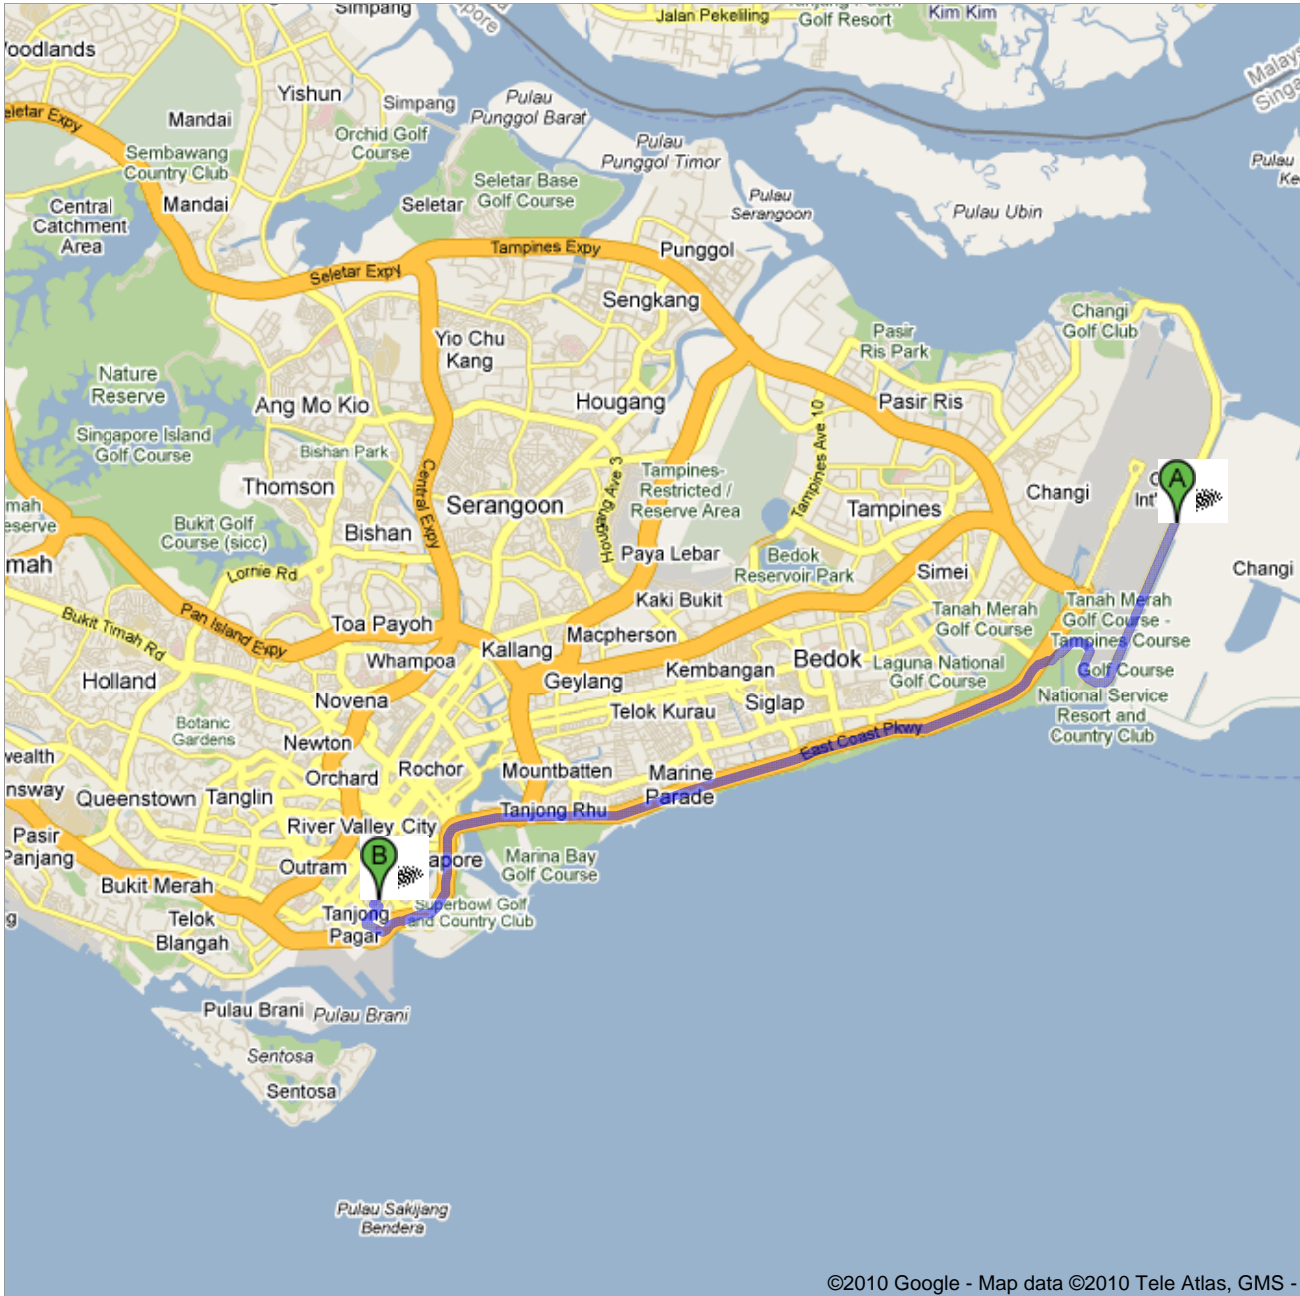 Simpang
Jalan Pekeliling
Golf Resort
Kim Kim
Yishun
Simpang
Pulau
Punggol Barat
Mandai
Orchid Golf
Course
Pulau
Punggol Timor
Sembawang
Country Club
Seletar Base
Golf Course
Pulau
Serangoon
Central
Catchment
Area
Mandai
Seletar
Pulau Ubin
Tampines Expy
Punggol
Seletar Expy
Sengkang
Changi
Golf Club
Yio Chu
Kang
Pasir
Ris Park
Nature
Reserve
Ang Mo Kio
Hougang
Pasir Ris
Singapore Island
Golf Course
Bishan Park
Tampines Ave 10
Thomson
Central Expy
Hougang Ave 3
Tampines-
Restricted /
Reserve Area
A
Changi
Int'
Serangoon
Tampines
Bukit Golf
Course (sicc)
Bishan
Paya Lebar
Bedok
Reservoir Park
Simei
Changi
Lornie Rd
Kaki Bukit
Tanah Merah
Golf Course
Tanah Merah
Golf Course -
Tampines Course
Bukit Timah Rd
Pan Island Expy
Toa Payoh
Macpherson
Whampoa
Kallang
Kembangan
Bedok
Laguna National
Golf Course
Golf Course
Holland
Geylang
Novena
Telok Kurau
Siglap
National Service
Resort and
Country Club
Botanic
Gardens
Newton
East Coast Pkwy
Orchard
Rochor
Mountbatten
Marine
Parade
Queenstown
Tanglin
Tanjong Rhu
River Valley
City
Pasir
Panjang
B
apore
Marina Bay
Golf Course
Outram
Bukit Merah
Superbowl Golf
and Country Club
Tanjong
Pagar
Telok
Blangah
Pulau Brani
Pulau Brani
Sentosa
Sentosa
Pulau Sakijang
Bendera
©2010 Google - Map data ©2010 Tele Atlas, GMS -